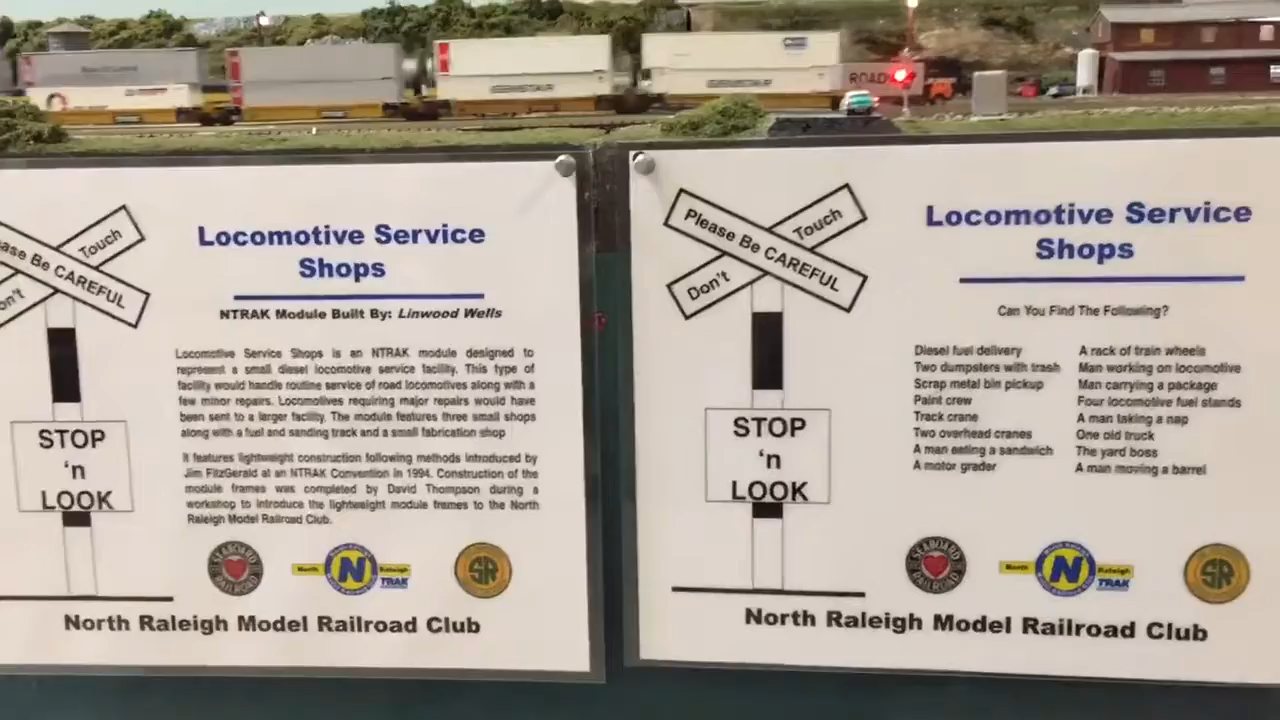 ROAD
Touch
ase Be CAREFUL
on't
STOP
'n
LOOK
Locomotive Service
Shops
NTRAK Module Built By: Linwood Wells
Locomotive Service Shops is an NTRAK module designed to
represent a small diesel locomotive service facility. This type of
facility would handle routine service of road locomotives along with a
few minor repairs. Locomotives requiring major repairs would have
been sent to a larger facility. The module features three small shops
along with a fuel and sanding track and a small fabrication shop
It features lightweight construction following methods introduced by
Jim FitzGerald at an NTRAK Convention in 1994. Construction of the
module frames was completed by David Thompson during a
workshop to introduce the lightweight module frames to the North
Raleigh Model Railroad Club.
SEABOARD
RAILROAD
North
N
Raleigh
TRAK
SR
North Raleigh Model Railroad Club
Touch
Please Be CAREFUL
Don't
STOP
'n
LOOK
Locomotive Service
Shops
Can You Find The Following?
Diesel fuel delivery
Two dumpsters with trash
Scrap metal bin pickup
Paint crew
Track crane
Two overhead cranes
A man eating a sandwich
A motor grader
A rack of train wheels
Man working on locomotive
Man carrying a package
Four locomotive fuel stands
A man taking a nap
One old truck
The yard boss
A man moving a barrel
SEABOARD
RAILROAD
North
N
Raleigh
TRAK
SR
North Raleigh Model Railroad Club